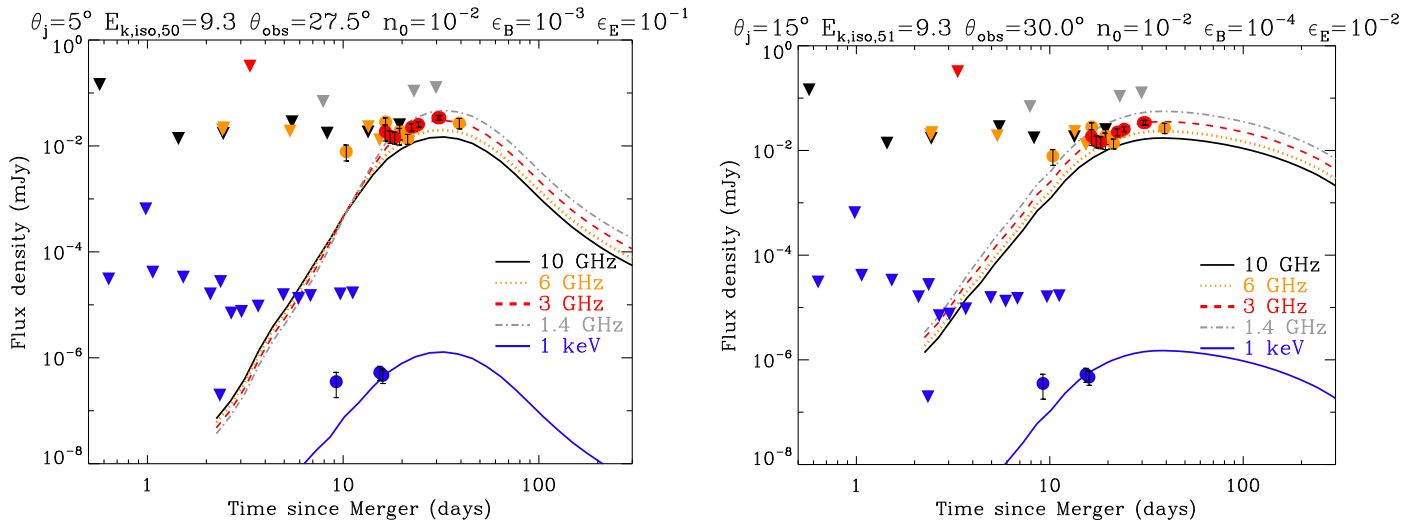 θj=5° Ek,iso,50=9.3 θobs=27.5° n0=10-2 ϵB=10-3 ϵE=10-1
100
10-2
10-4
10-6
10-8
Flux density (mJy)
10 GHz
6 GHz
3 GHz
1.4 GHz
1 keV
1 10 100
Time since Merger (days)
θj=15° Ek,iso,51=9.3 θobs=30.0° n0=10-2 ϵB=10-4 ϵE=10-2
100
10-2
10-4
10-6
10-8
Flux density (mJy)
10 GHz
6 GHz
3 GHz
1.4 GHz
1 keV
1 10 100
Time since Merger (days)